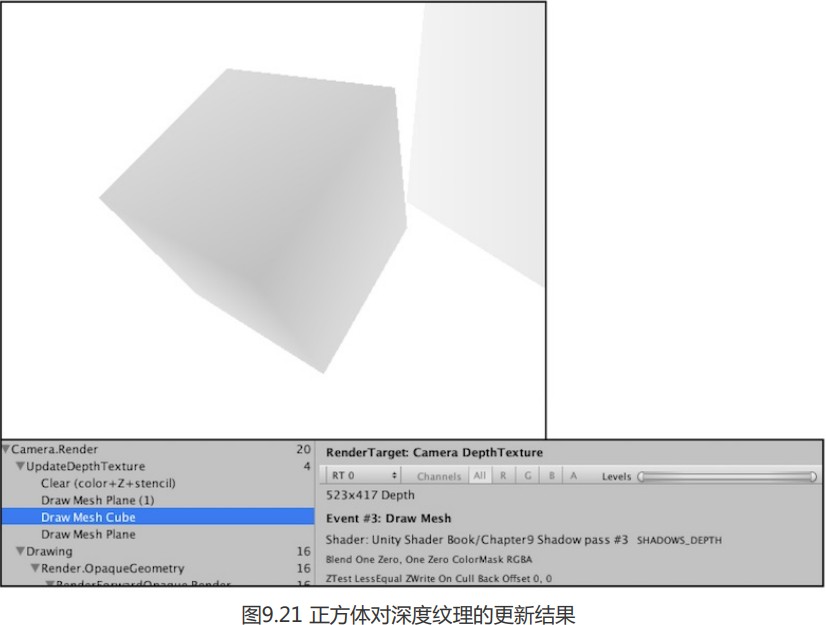 Camera.Render 20
UpdateDepthTexture 4
Clear (color+Z+stencil)
Draw Mesh Plane (1)
Draw Mesh Cube
Draw Mesh Plane
Drawing 16
Render.OpaqueGeometry 16
RenderForwardOpaque.Render 16
RenderTarget: Camera DepthTexture
RT 0 Channels All R G B A Levels
523x417 Depth
Event #3: Draw Mesh
Shader: Unity Shader Book/Chapter9 Shadow pass #3 SHADOWS_DEPTH
Blend One Zero, One Zero ColorMask RGBA
ZTest LessEqual ZWrite On Cull Back Offset 0, 0
图9.21 正方体对深度纹理的更新结果